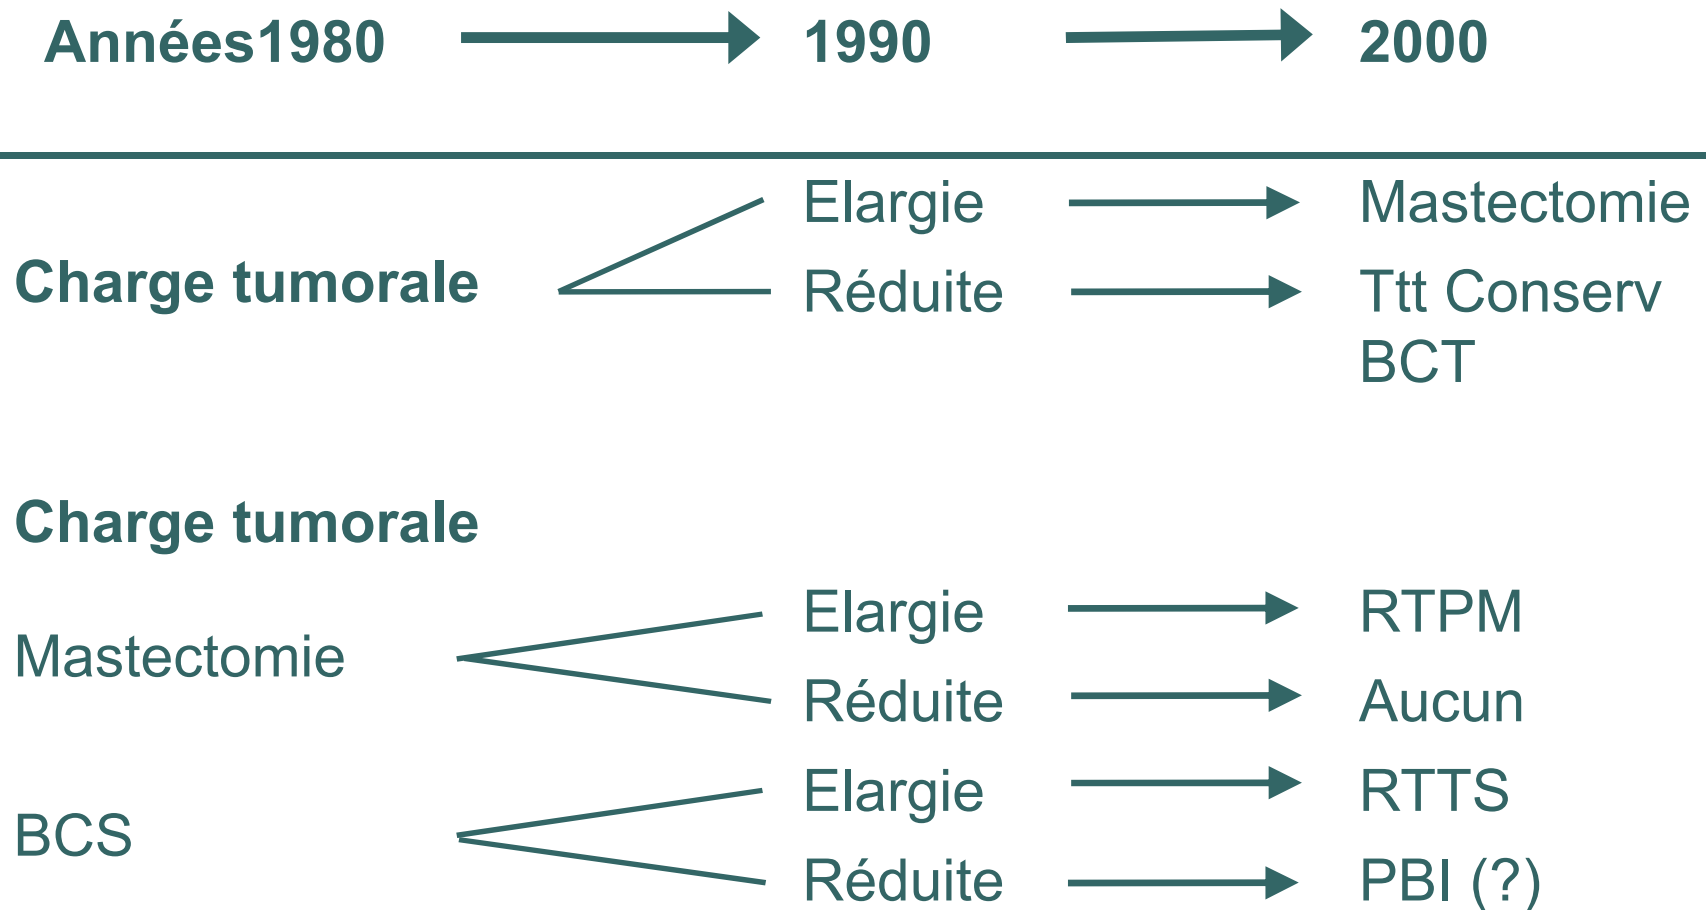 Années1980 1990 2000
Elargie Mastectomie
Charge tumorale
Réduite Ttt Conserv
BCT
Charge tumorale
Elargie RTPM
Mastectomie
Réduite Aucun
Elargie RTTS
BCS
Réduite PBI (?)